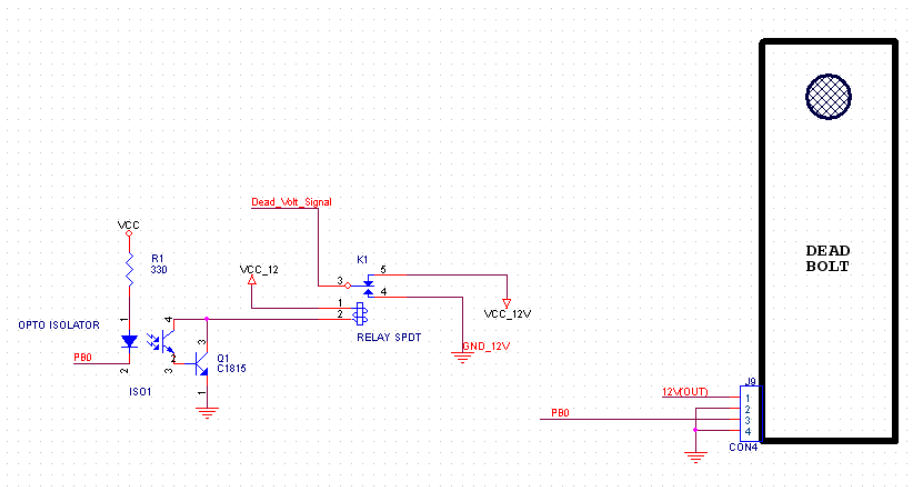 Dead_Volt_Signal
VCC
R1
330
K1
VCC_12
3
5
4
1
2
VCC_12V
RELAY SPDT
GND_12V
OPTO ISOLATOR
1
4
3
PB0
2
2
3
Q1
C1815
ISO1
1
DEAD
BOLT
J9
12V(OUT)
1
2
PB0
3
4
CON4